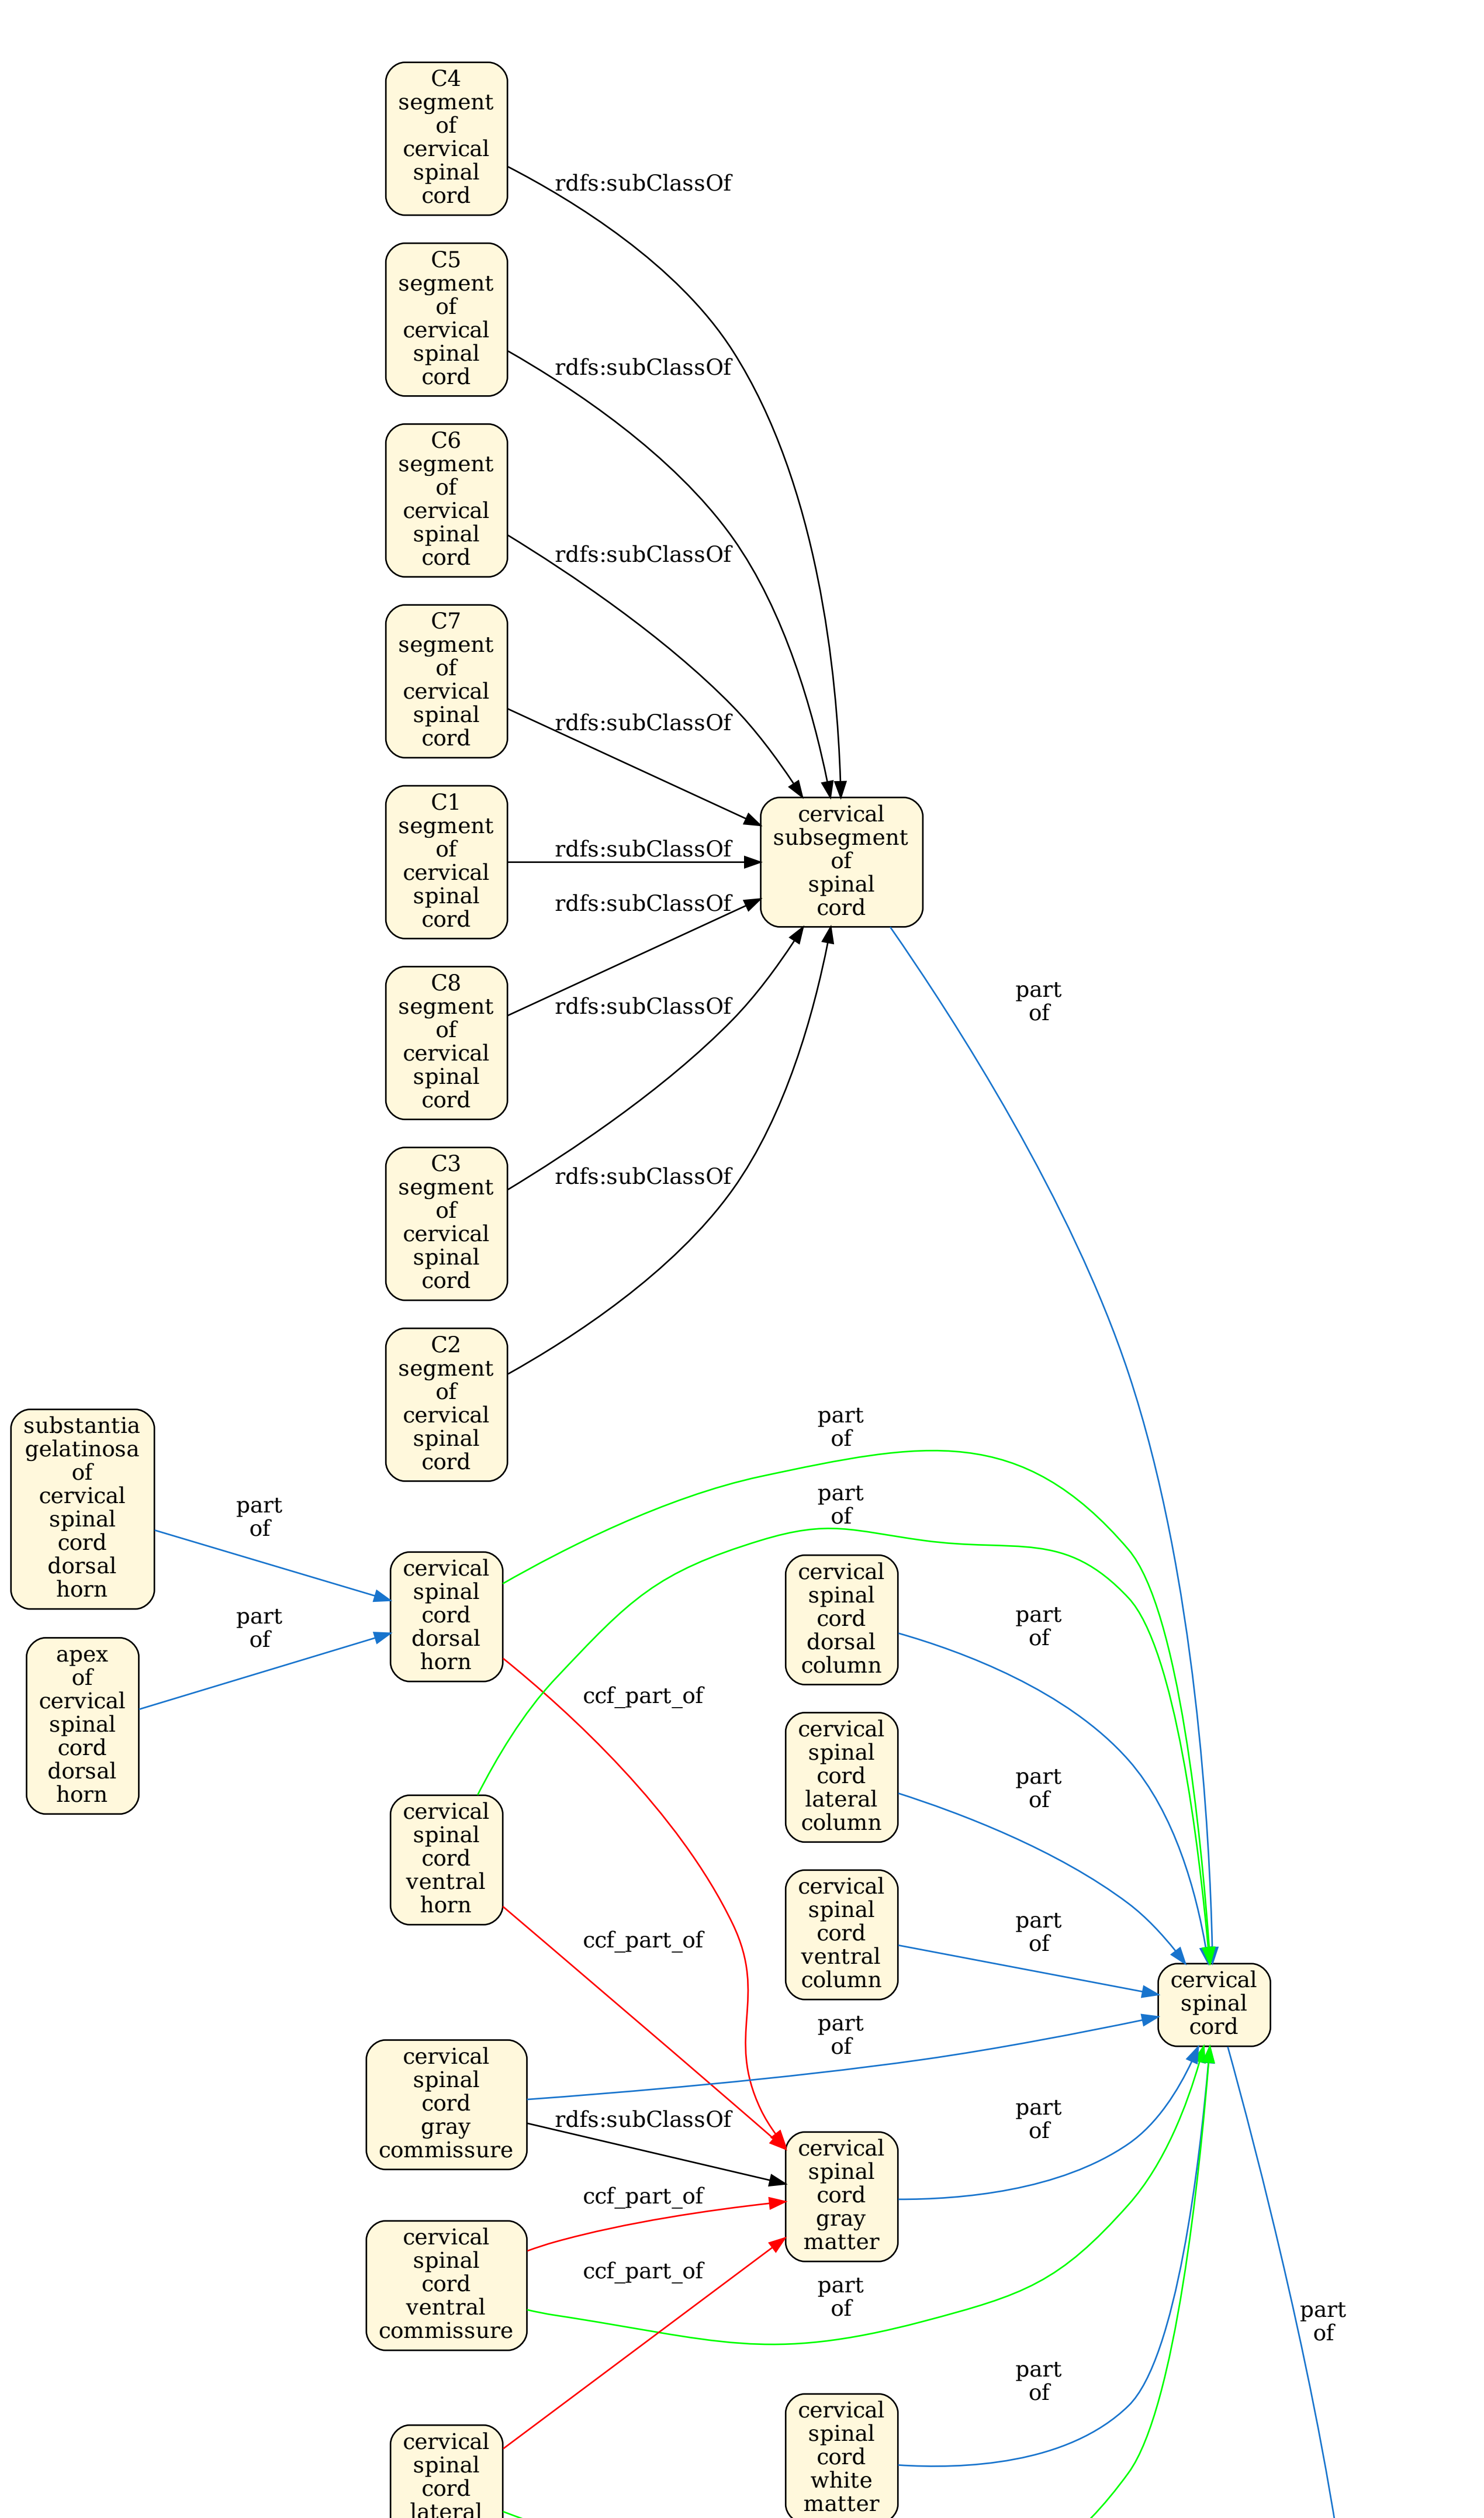 C4
segment
of
cervical
spinal
cord
rdfs:subClassOf
C5
segment
of
cervical
spinal
cord
rdfs:subClassOf
C6
segment
of
cervical
spinal
cord
rdfs:subClassOf
C7
segment
of
cervical
spinal
cord
rdfs:subClassOf
C1
segment
of
cervical
spinal
cord
rdfs:subClassOf
cervical
subsegment
of
spinal
cord
rdfs:subClassOf
C8
segment
of
cervical
spinal
cord
part
of
rdfs:subClassOf
C3
segment
of
cervical
spinal
cord
rdfs:subClassOf
C2
segment
of
cervical
spinal
cord
substantia
gelatinosa
of
cervical
spinal
cord
dorsal
horn
part
of
part
of
part
of
cervical
spinal
cord
dorsal
horn
apex
of
cervical
spinal
cord
dorsal
horn
part
of
cervical
spinal
cord
dorsal
column
part
of
ccf_part_of
cervical
spinal
cord
lateral
column
part
of
cervical
spinal
cord
ventral
horn
ccf_part_of
cervical
spinal
cord
ventral
column
part
of
cervical
spinal
cord
part
of
cervical
spinal
cord
gray
commissure
rdfs:subClassOf
cervical
spinal
cord
gray
matter
part
of
ccf_part_of
cervical
spinal
cord
ventral
commissure
ccf_part_of
part
of
part
of
part
of
cervical
spinal
cord
white
matter
cervical
spinal
cord
lateral